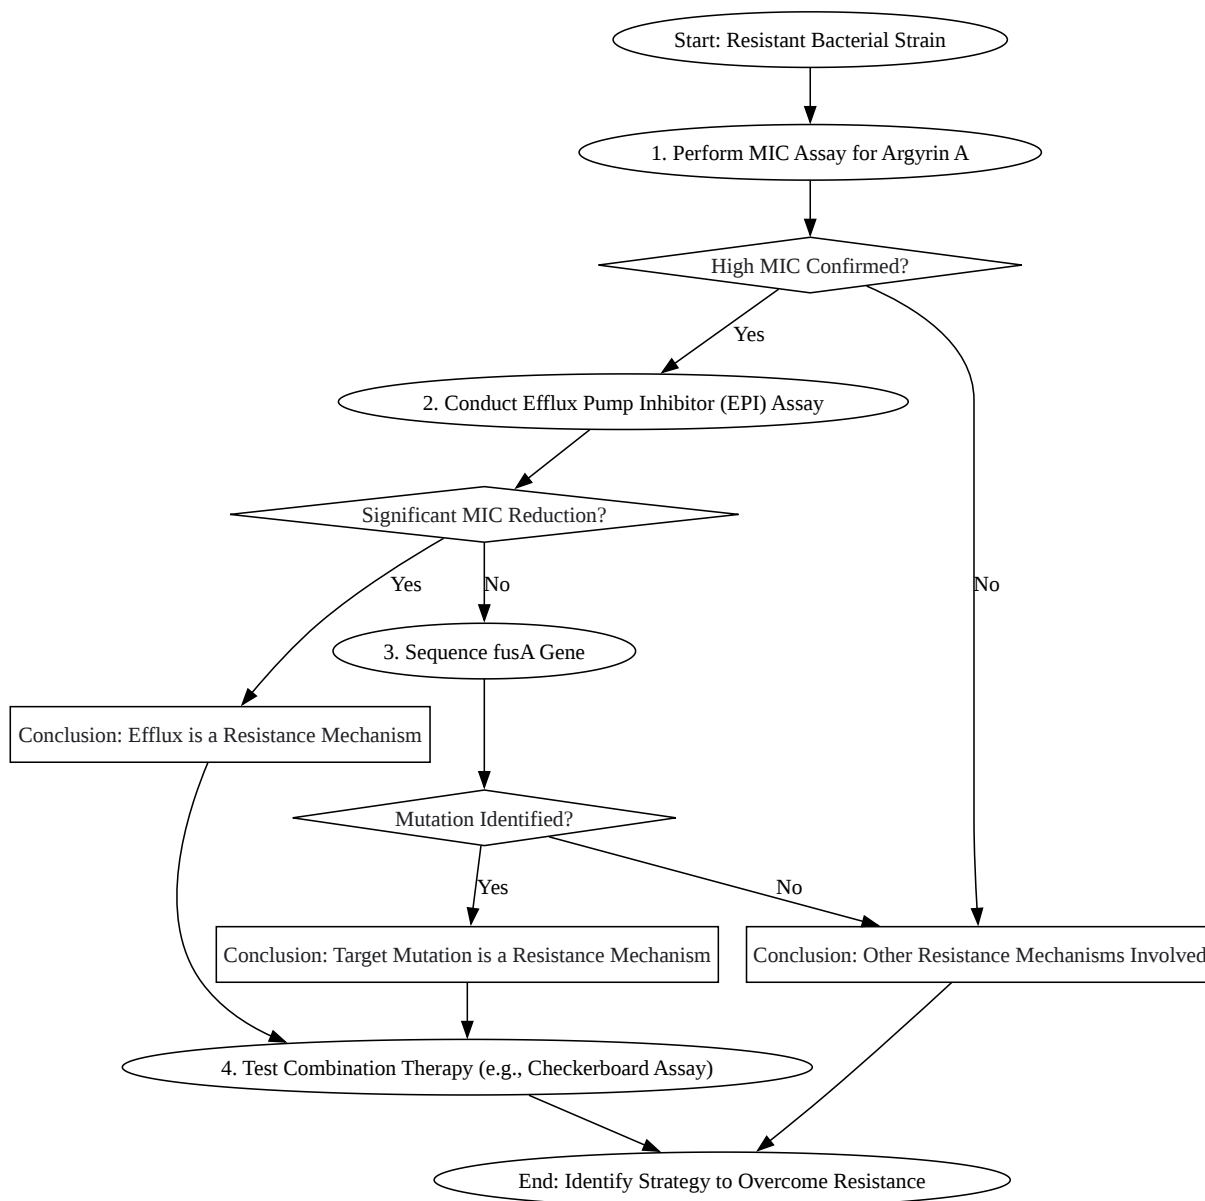 Start: Resistant Bacterial Strain
1. Perform MIC Assay for Argyrin A
High MIC Confirmed?
Yes
2. Conduct Efflux Pump Inhibitor (EPI) Assay
Significant MIC Reduction?
Yes
No
No
3. Sequence fusA Gene
Conclusion: Efflux is a Resistance Mechanism
Mutation Identified?
Yes
No
Conclusion: Target Mutation is a Resistance Mechanism
Conclusion: Other Resistance Mechanisms Involved
4. Test Combination Therapy (e.g., Checkerboard Assay)
End: Identify Strategy to Overcome Resistance